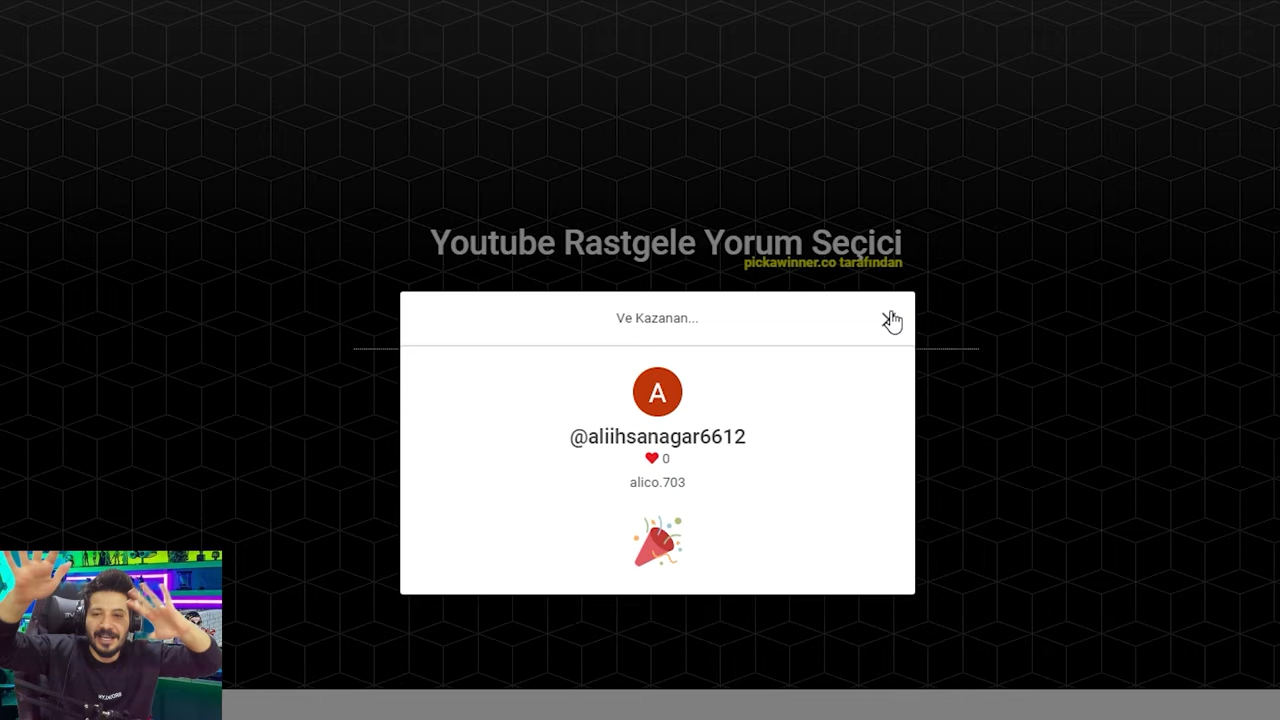 Youtube Rastgele Yorum Seçici
pickawinner.co tarafından
Ve Kazanan...
A
@aliihsanagar6612
0
alico.703